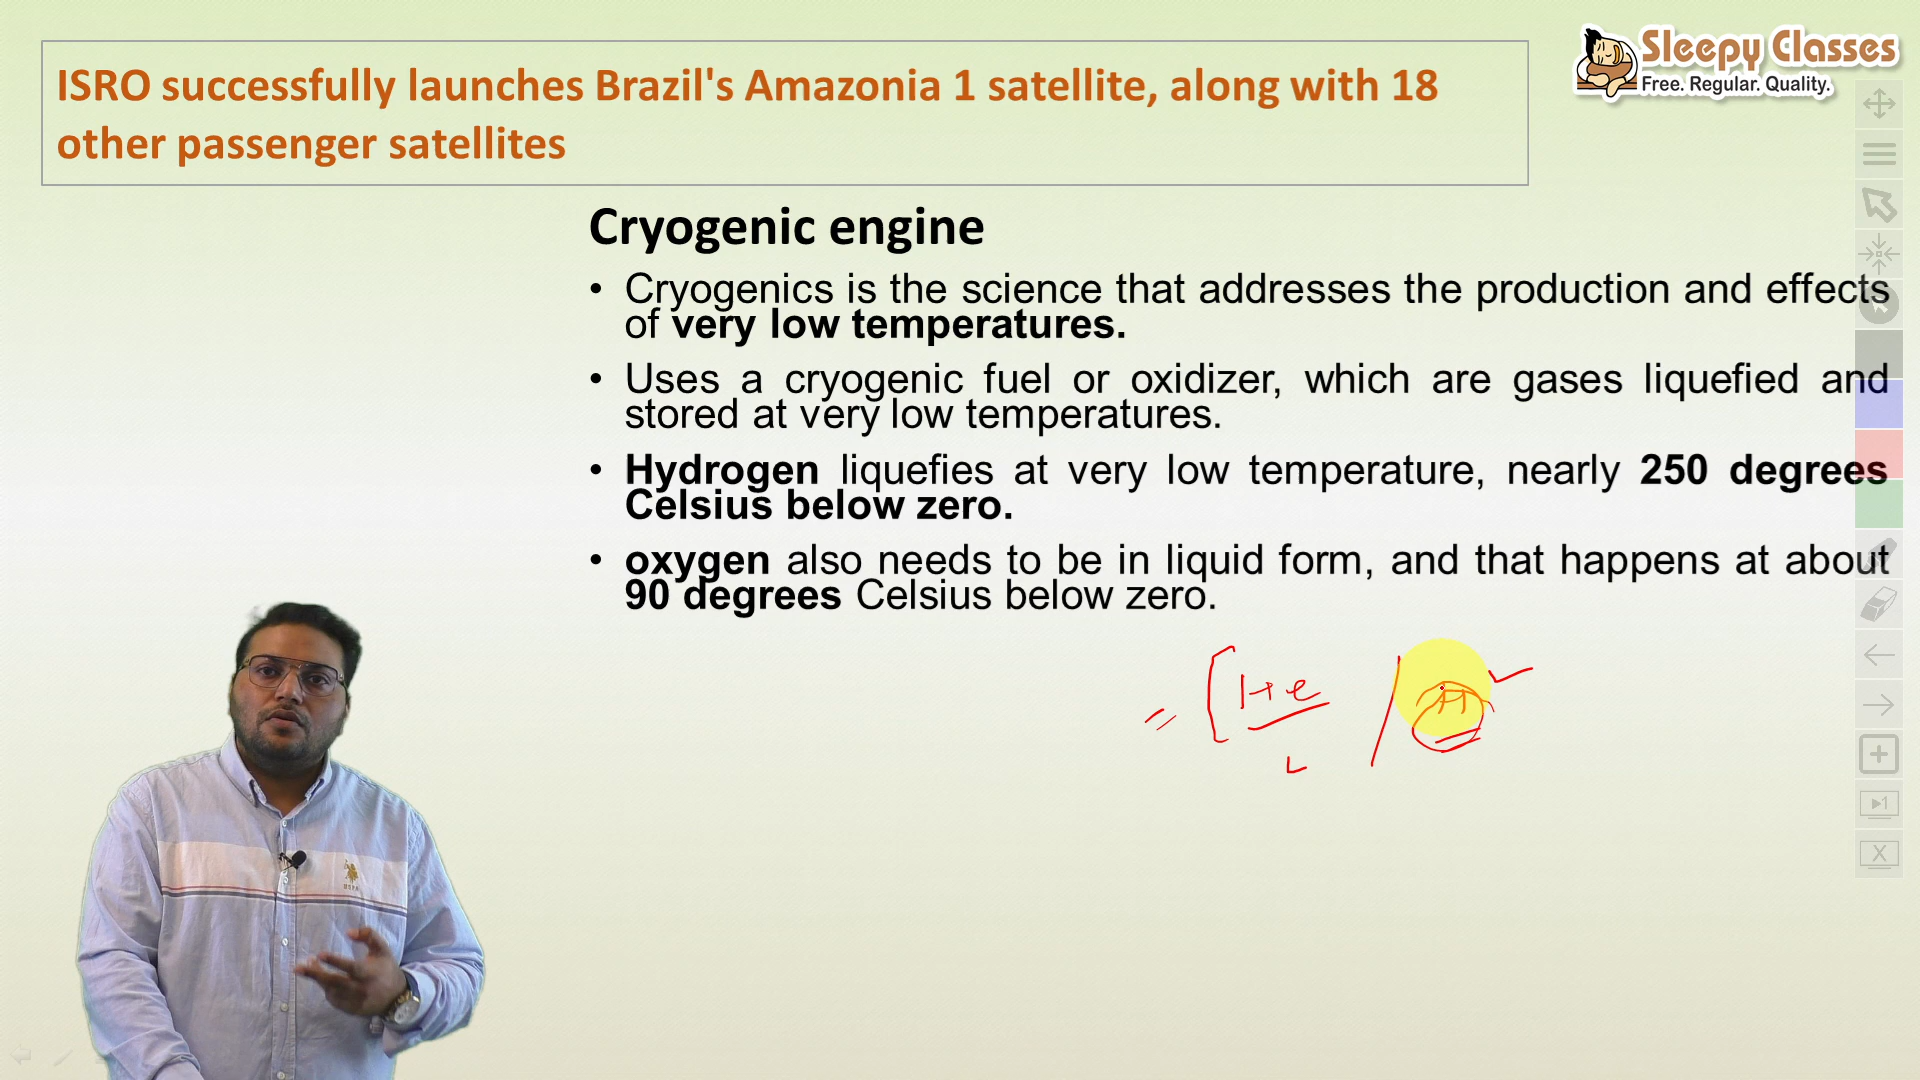 ISRO successfully launches Brazil's Amazonia 1 satellite, along with 18
other passenger satellites
Sleepy Classes
Free. Regular. Quality.
Cryogenic engine
• Cryogenics is the science that addresses the production and effects
of very low temperatures.
• Uses a cryogenic fuel or oxidizer, which are gases liquefied and
stored at very low temperatures.
• Hydrogen liquefies at very low temperature, nearly 250 degrees
Celsius below zero.
• oxygen also needs to be in liquid form, and that happens at about
90 degrees Celsius below zero.
= [He / H
1
X